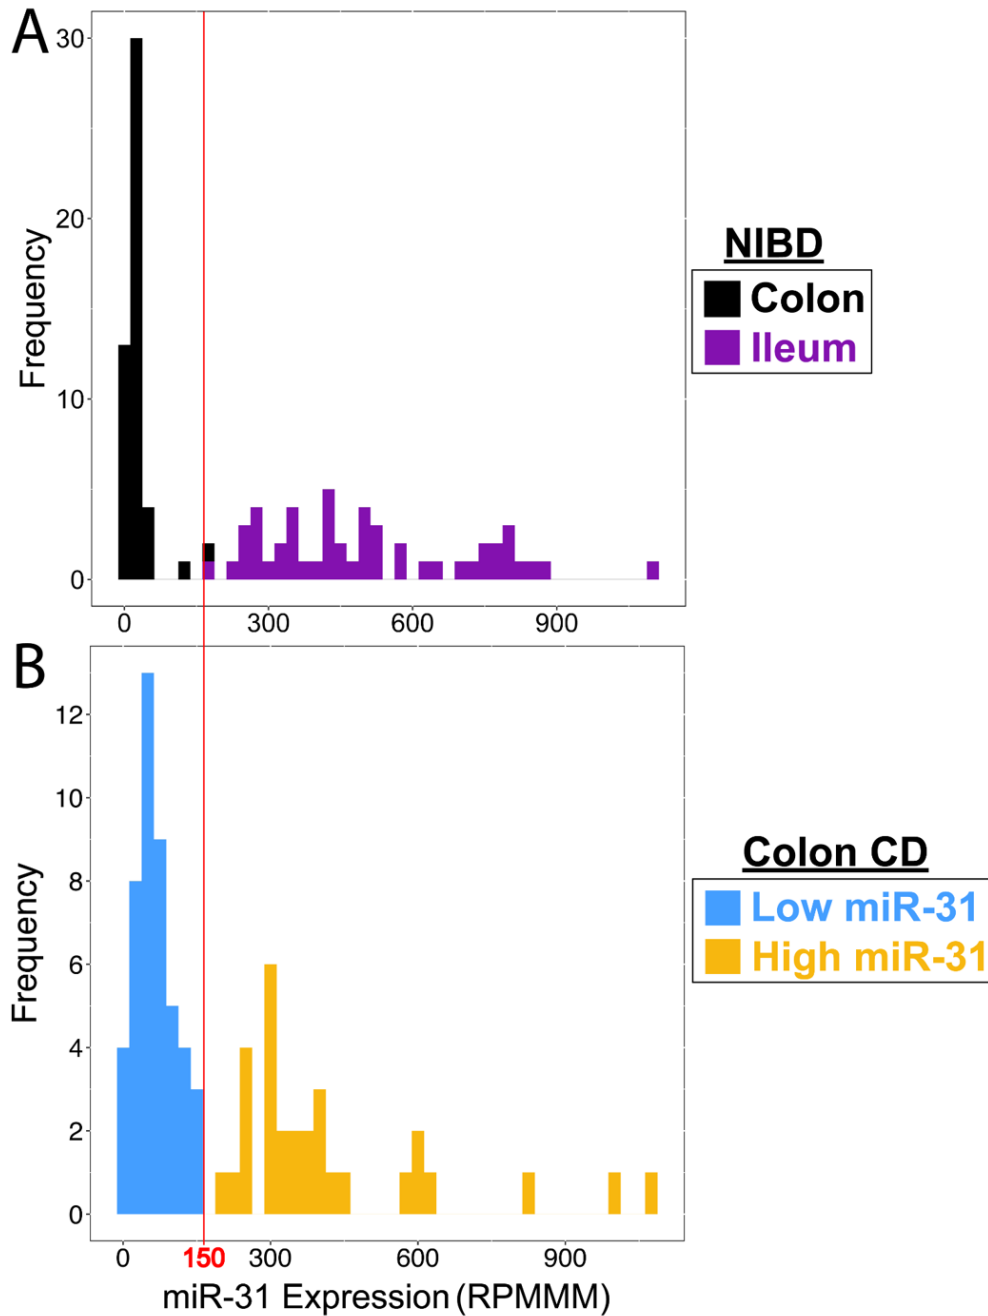 A
30
20
10
0
Frequency
0 300 600 900
NIBD
Colon
Ileum
B
12
10
8
6
4
2
0
Frequency
0 150 300 600 900
miR-31 Expression (RPMMM)
Colon CD
Low miR-31
High miR-31